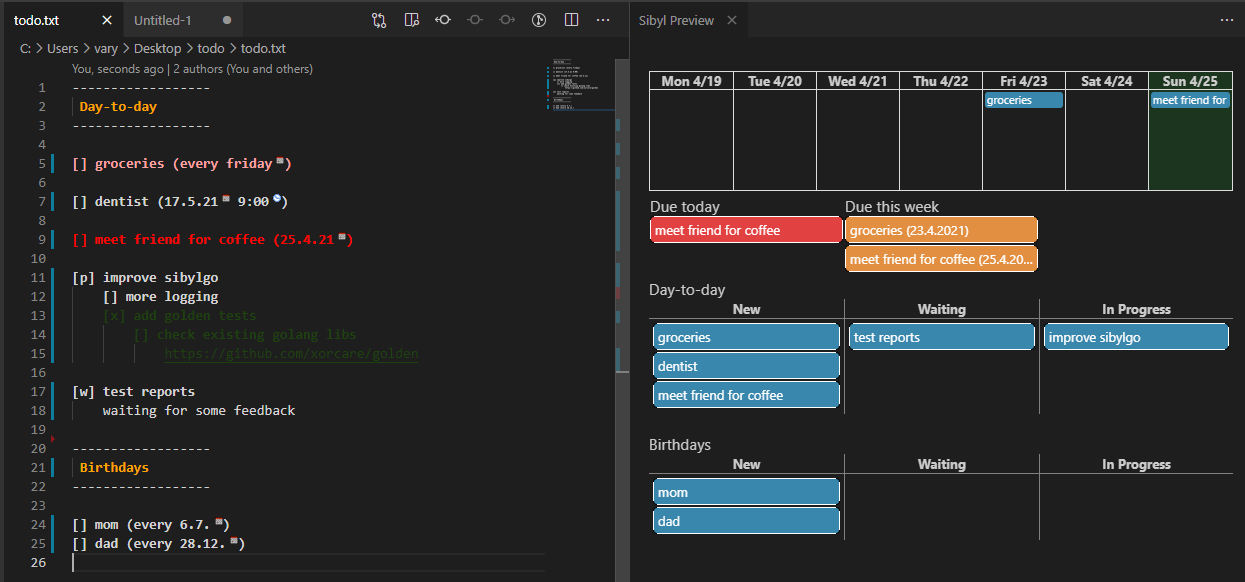 todo.txt
Untitled-1
C: > Users > vary > Desktop > todo > todo.txt
You, seconds ago | 2 authors (You and others)
1 ------------------
2 Day-to-day
3 ------------------
4
5 [] groceries (every friday)
6
7 [] dentist (17.5.21 9:00)
8
9 [] meet friend for coffee (25.4.21)
10
11 [p] improve sibylgo
12 [] more logging
13 [x] add golden tests
14 [] check existing golang libs
15 https://github.com/xorcare/golden
16
17 [w] test reports
18 waiting for some feedback
19
20 ------------------
21 Birthdays
22 ------------------
23
24 [] mom (every 6.7.)
25 [] dad (every 28.12.)
26
Sibyl Preview
Mon 4/19 Tue 4/20 Wed 4/21 Thu 4/22 Fri 4/23 Sat 4/24 Sun 4/25
groceries meet friend for
Due today Due this week
meet friend for coffee groceries (23.4.2021)
meet friend for coffee (25.4.20...
Day-to-day
New Waiting In Progress
groceries test reports improve sibylgo
dentist
meet friend for coffee
Birthdays
New Waiting In Progress
mom
dad